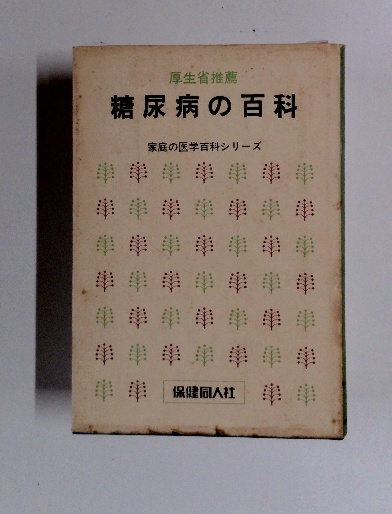 厚生省推薦
糖尿病の百科
家庭の医学百科シリーズ
保健同人社